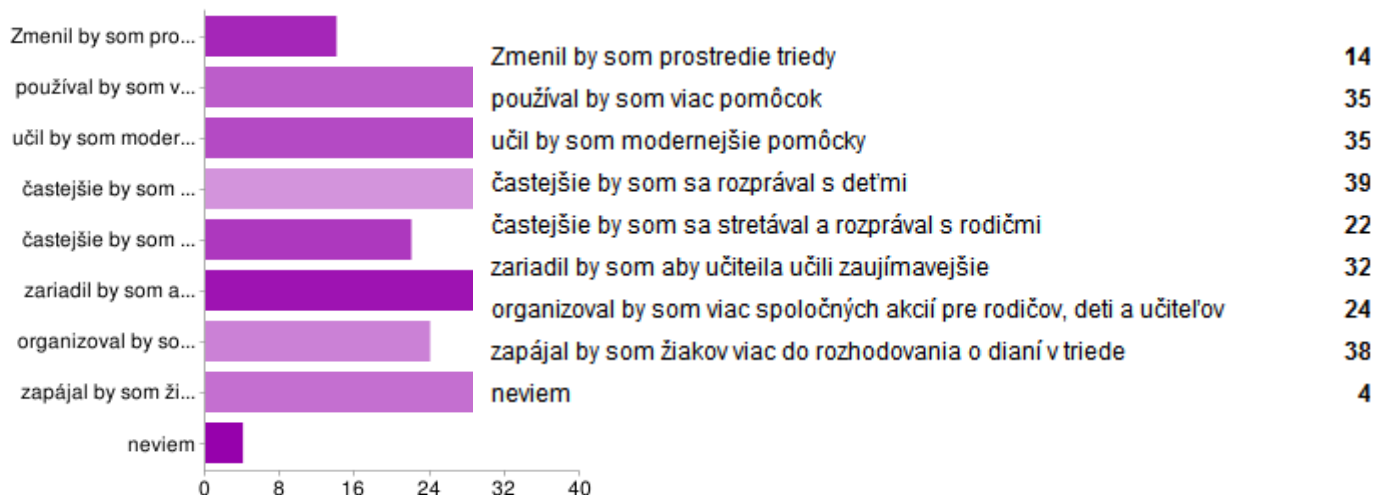 Zmenil by som pro...
používal by som v...
učil by som moder...
častejšie by som ...
častejšie by som ...
zariadil by som a...
organizoval by so...
zapájal by som ži...
neviem
0 8 16 24 32 40
Zmenil by som prostredie triedy 14
používal by som viac pomôcok 35
učil by som modernejšie pomôcky 35
častejšie by som sa rozprával s deťmi 39
častejšie by som sa stretával a rozprával s rodičmi 22
zariadil by som aby učiteila učili zaujímavejšie 32
organizoval by som viac spoločných akcií pre rodičov, deti a učiteľov 24
zapájal by som žiakov viac do rozhodovania o dianí v triede 38
neviem 4